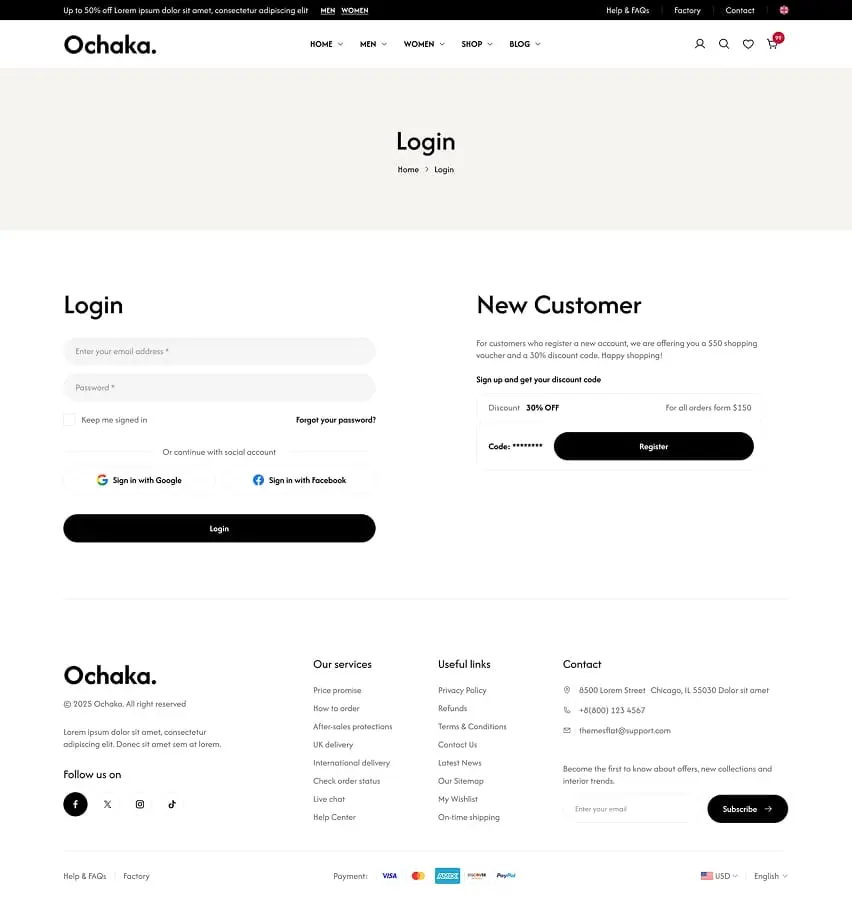 Up to 50% off Lorem ipsum dolor sit amet, consectetur adipiscing elit MEN WOMEN
Help & FAQs Factory Contact
Ochaka.
HOME MEN WOMEN SHOP BLOG
99
Login
Home Login
Login
Enter your email address *
Password *
Keep me signed in
Forgot your password?
Or continue with social account
Sign in with Google
Sign in with Facebook
Login
New Customer
For customers who register a new account, we are offering you a $50 shopping
voucher and a 30% discount code. Happy shopping!
Sign up and get your discount code
Discount 30% OFF
For all orders form $150
Code: ********
Register
Ochaka.
© 2025 Ochaka. All right reserved
Lorem ipsum dolor sit amet, consectetur
adipiscing elit. Donec sit amet sem at lorem.
Follow us on
Our services
Price promise
How to order
After-sales protections
UK delivery
International delivery
Check order status
Live chat
Help Center
Useful links
Privacy Policy
Refunds
Terms & Conditions
Contact Us
Latest News
Our Sitemap
My Wishlist
On-time shipping
Contact
8500 Lorem Street Chicago, IL 55030 Dolor sit amet
+8(800) 123 4567
themesflat@support.com
Become the first to know about offers, new collections and
interior trends.
Enter your email
Subscribe
Help & FAQs Factory
Payment:
VISA
AMEX
DISCOVER
PayPal
USD
English